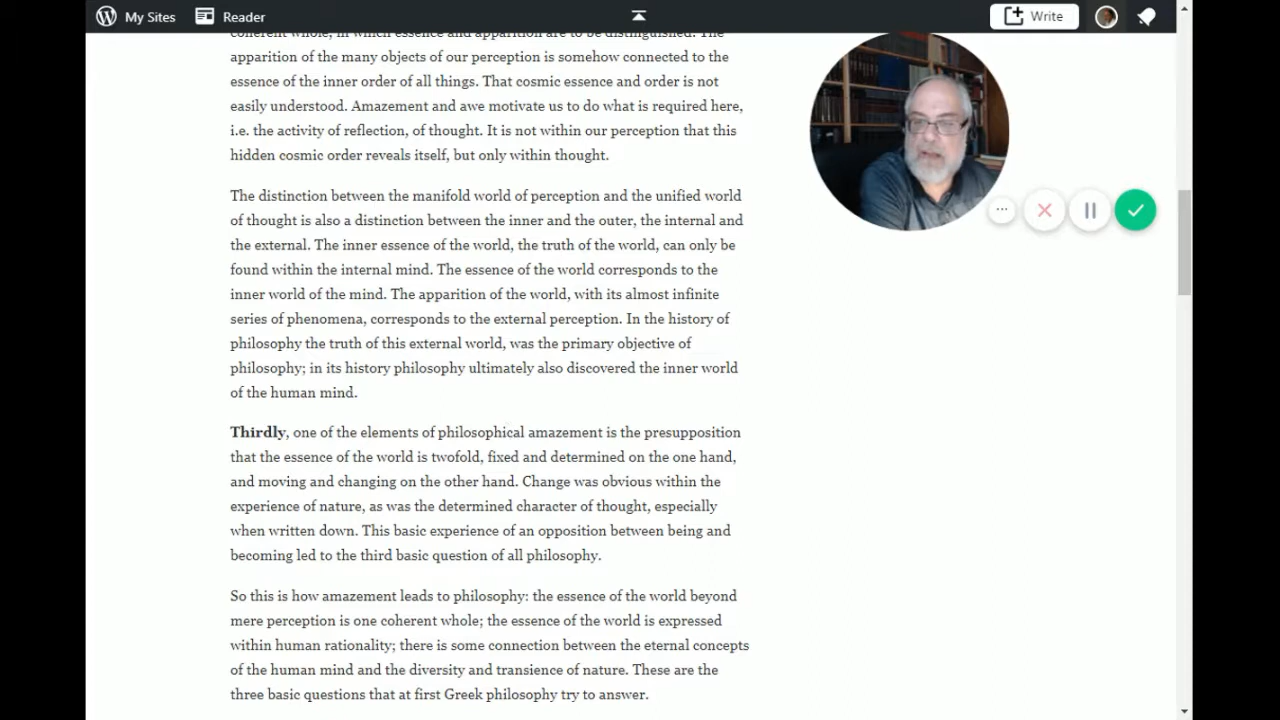 My Sites
Reader
Write
coherent whole, in which essence and apparition are to be distinguished. The
apparition of the many objects of our perception is somehow connected to the
essence of the inner order of all things. That cosmic essence and order is not
easily understood. Amazement and awe motivate us to do what is required here,
i.e. the activity of reflection, of thought. It is not within our perception that this
hidden cosmic order reveals itself, but only within thought.
The distinction between the manifold world of perception and the unified world
of thought is also a distinction between the inner and the outer, the internal and
the external. The inner essence of the world, the truth of the world, can only be
found within the internal mind. The essence of the world corresponds to the
inner world of the mind. The apparition of the world, with its almost infinite
series of phenomena, corresponds to the external perception. In the history of
philosophy the truth of this external world, was the primary objective of
philosophy; in its history philosophy ultimately also discovered the inner world
of the human mind.
Thirdly, one of the elements of philosophical amazement is the presupposition
that the essence of the world is twofold, fixed and determined on the one hand,
and moving and changing on the other hand. Change was obvious within the
experience of nature, as was the determined character of thought, especially
when written down. This basic experience of an opposition between being and
becoming led to the third basic question of all philosophy.
So this is how amazement leads to philosophy: the essence of the world beyond
mere perception is one coherent whole; the essence of the world is expressed
within human rationality; there is some connection between the eternal concepts
of the human mind and the diversity and transience of nature. These are the
three basic questions that at first Greek philosophy try to answer.